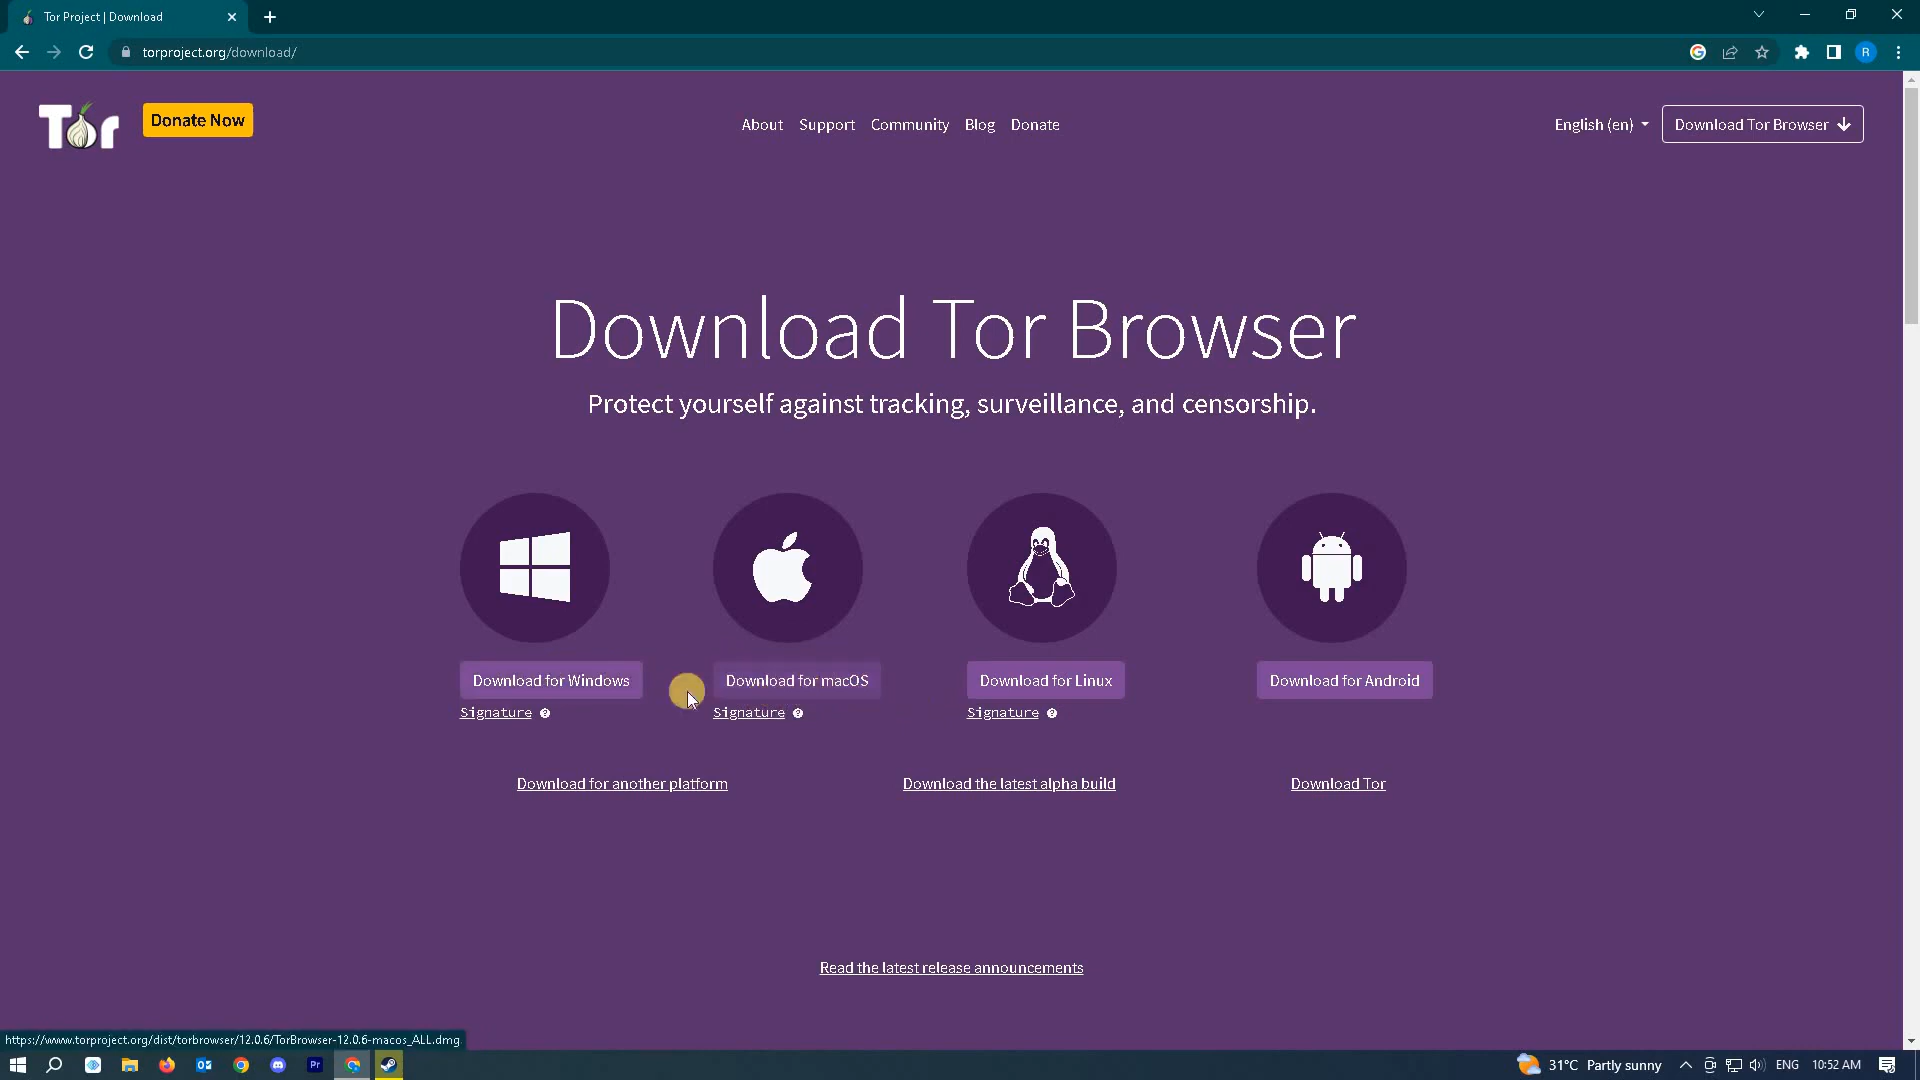 Tor Project | Download
torproject.org/download/
R
Tor
Donate Now
About Support Community Blog Donate
English (en)
Download Tor Browser
Download Tor Browser
Protect yourself against tracking, surveillance, and censorship.
Download for Windows
Download for macOS
Download for Linux
Download for Android
Signature ?
Signature ?
Signature ?
Download for another platform
Download the latest alpha build
Download Tor
Read the latest release announcements
https://www.torproject.org/dist/torbrowser/12.0.6/TorBrowser-12.0.6-macos_ALL.dmg
Pr
31°C Partly sunny
ENG
10:52 AM